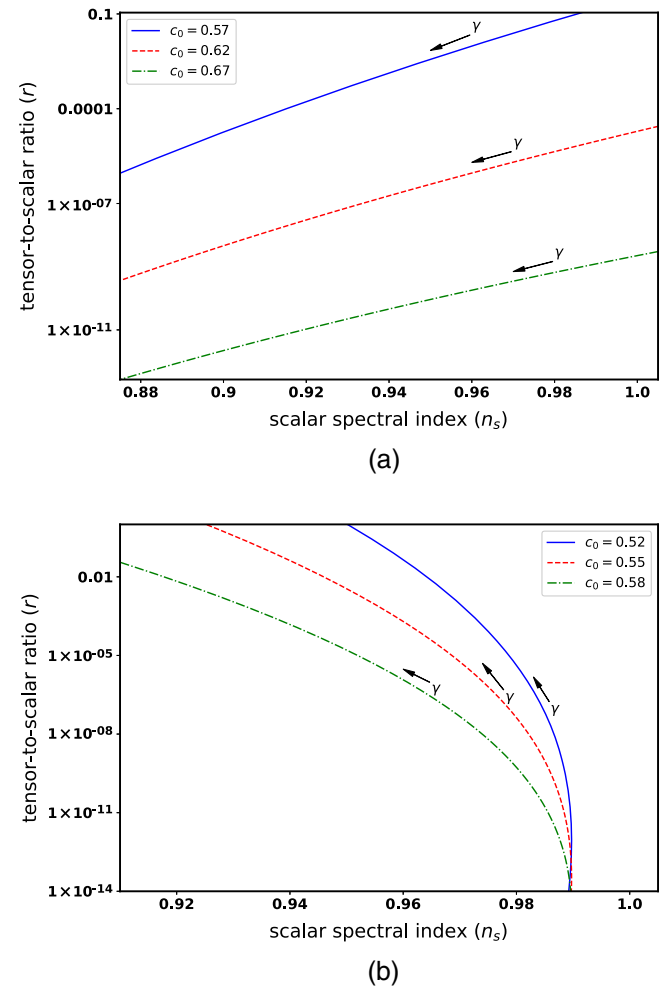 0.1
c₀ = 0.57
c₀ = 0.62
c₀ = 0.67
γ
γ
γ
0.0001
1×10⁻⁰⁷
1×10⁻¹¹
tensor-to-scalar ratio (r)
0.88 0.9 0.92 0.94 0.96 0.98 1.0
scalar spectral index (nₛ)
(a)
c₀ = 0.52
c₀ = 0.55
c₀ = 0.58
γ
γ
γ
0.01
1×10⁻⁰⁵
1×10⁻⁰⁸
1×10⁻¹¹
1×10⁻¹⁴
tensor-to-scalar ratio (r)
0.92 0.94 0.96 0.98 1.0
scalar spectral index (nₛ)
(b)